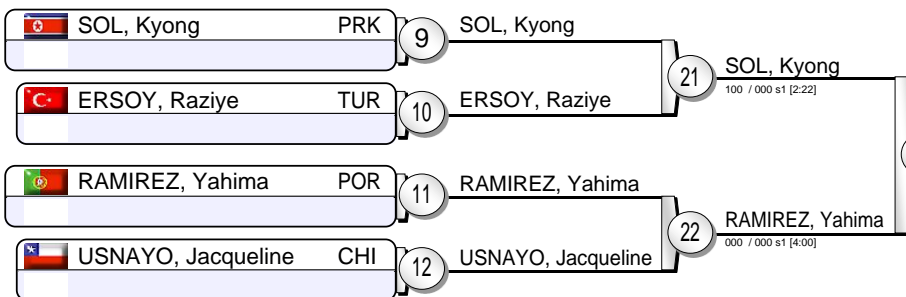 SOL, Kyong PRK
9
SOL, Kyong
21
SOL, Kyong
100 / 000 s1 [2:22]
ERSOY, Raziye TUR
10
ERSOY, Raziye
RAMIREZ, Yahima POR
11
RAMIREZ, Yahima
22
RAMIREZ, Yahima
000 / 000 s1 [4:00]
USNAYO, Jacqueline CHI
12
USNAYO, Jacqueline